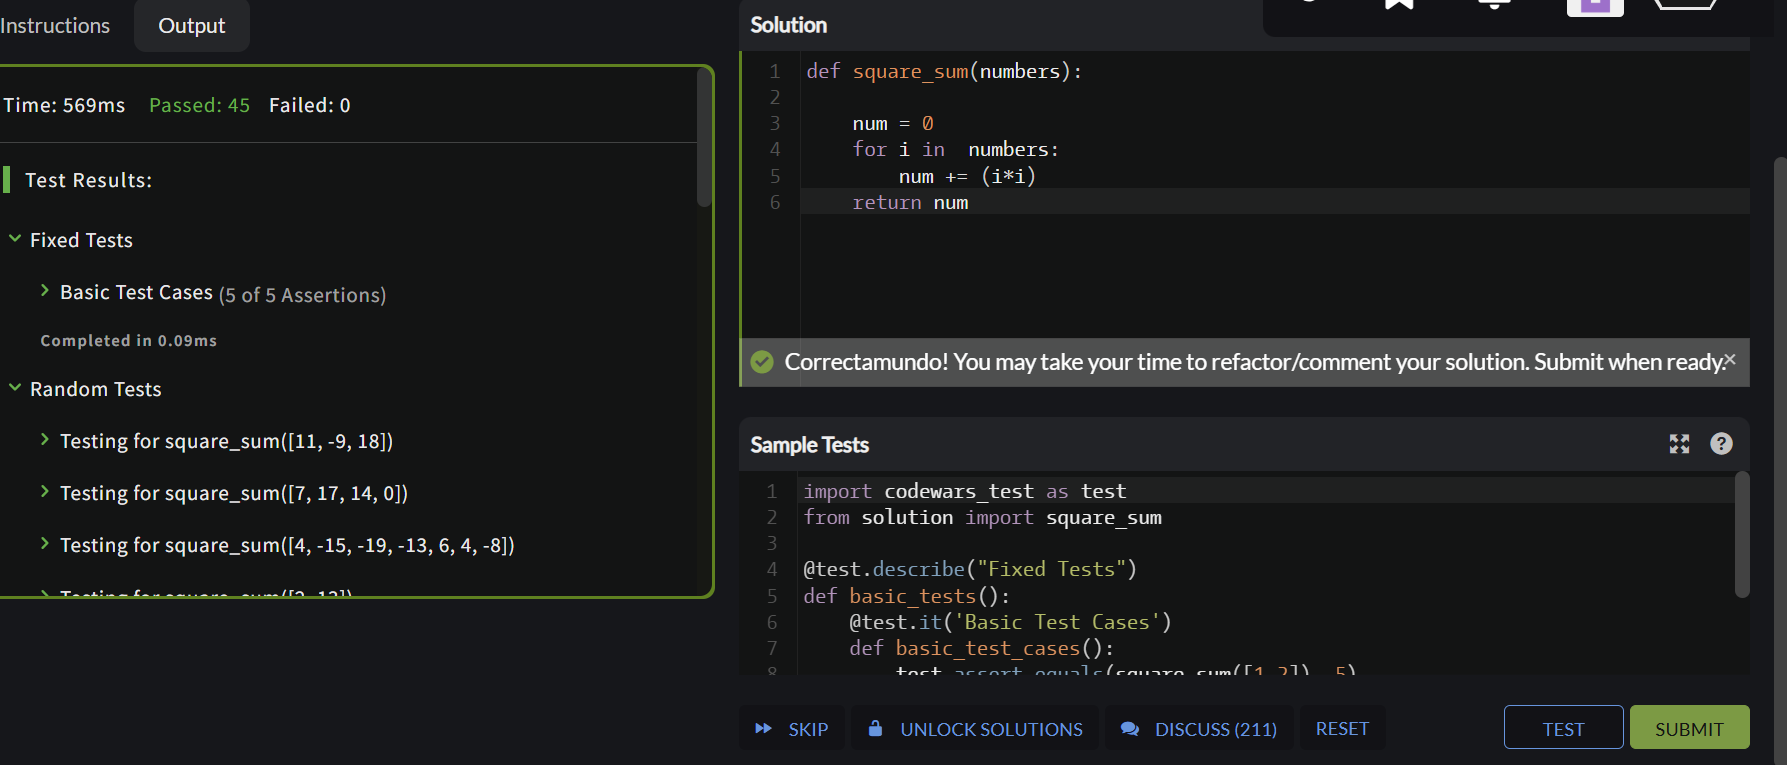 Instructions
Output
Time: 569ms Passed: 45 Failed: 0
Test Results:
Fixed Tests
Basic Test Cases (5 of 5 Assertions)
Completed in 0.09ms
Random Tests
Testing for square_sum([11, -9, 18])
Testing for square_sum([7, 17, 14, 0])
Testing for square_sum([4, -15, -19, -13, 6, 4, -8])
Solution
1 def square_sum(numbers):
2
3     num = 0
4     for i in  numbers:
5         num += (i*i)
6     return num
Correctamundo! You may take your time to refactor/comment your solution. Submit when ready.
Sample Tests
1 import codewars_test as test
2 from solution import square_sum
3
4 @test.describe("Fixed Tests")
5 def basic_tests():
6     @test.it('Basic Test Cases')
7     def basic_test_cases():
8         test.assert_equals(square_sum([1,2]), 5)
SKIP
UNLOCK SOLUTIONS
DISCUSS (211)
RESET
TEST
SUBMIT